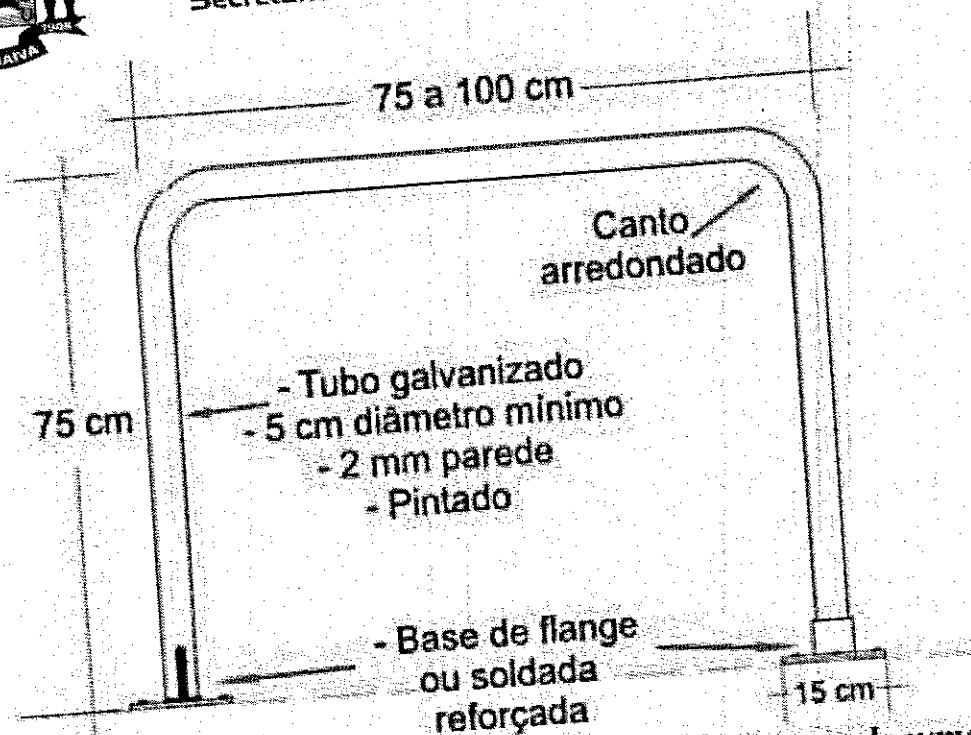 1908
75 a 100 cm
Canto
arredondado
75 cm
- Tubo galvanizado
- 5 cm diâmetro mínimo
- 2 mm parede
- Pintado
- Base de flange
ou soldada
reforçada
15 cm